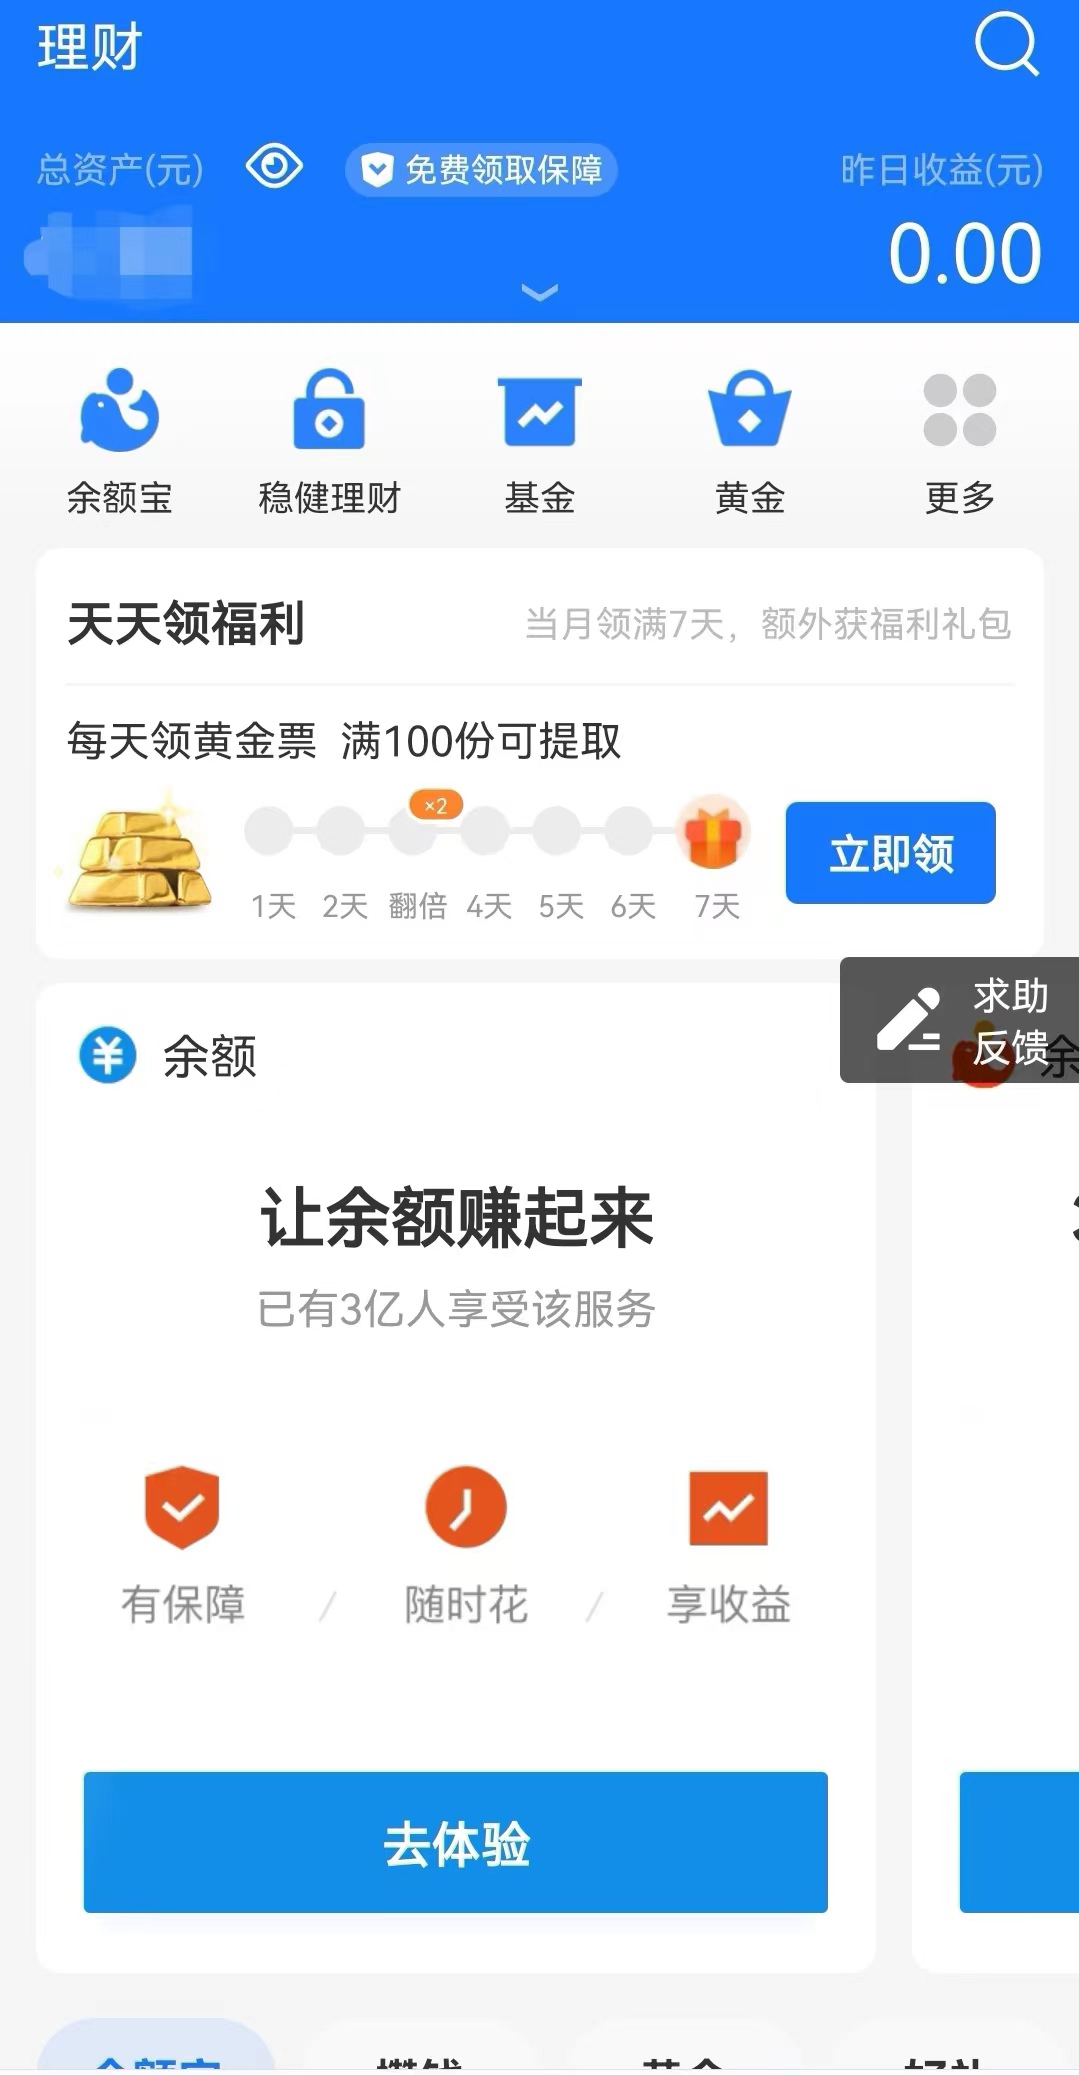 理财
总资产(元)
免费领取保障
昨日收益(元)
0.00
余额宝
稳健理财
基金
黄金
更多
天天领福利
当月领满7天，额外获福利礼包
每天领黄金票 满100份可提取
×2
立即领
1天
2天
翻倍
4天
5天
6天
7天
求助
反馈
余额
余
让余额赚起来
已有3亿人享受该服务
有保障 / 随时花 / 享收益
去体验